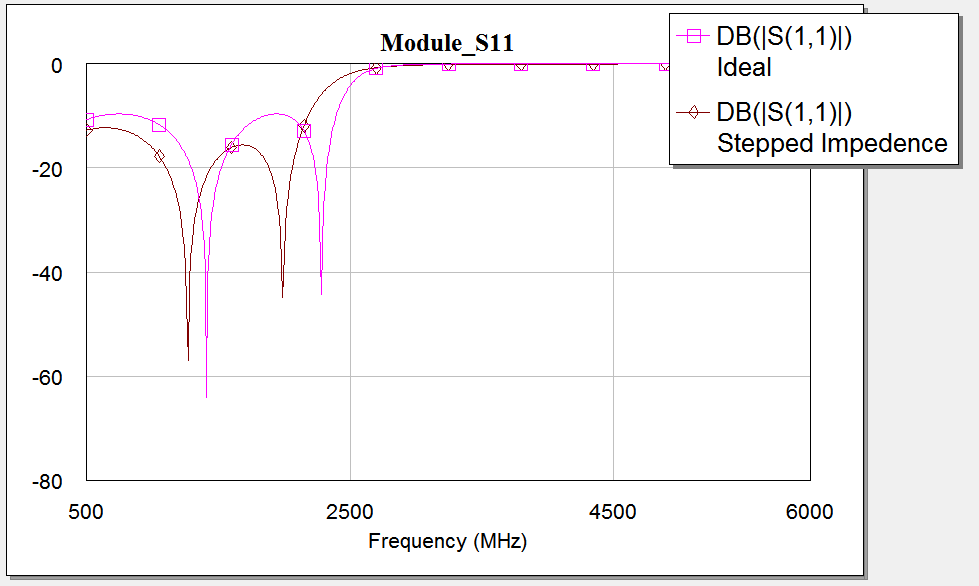 Module_S11
DB(|S(1,1)|)
Ideal
DB(|S(1,1)|)
Stepped Impedence
0
-20
-40
-60
-80
500
2500
4500
6000
Frequency (MHz)